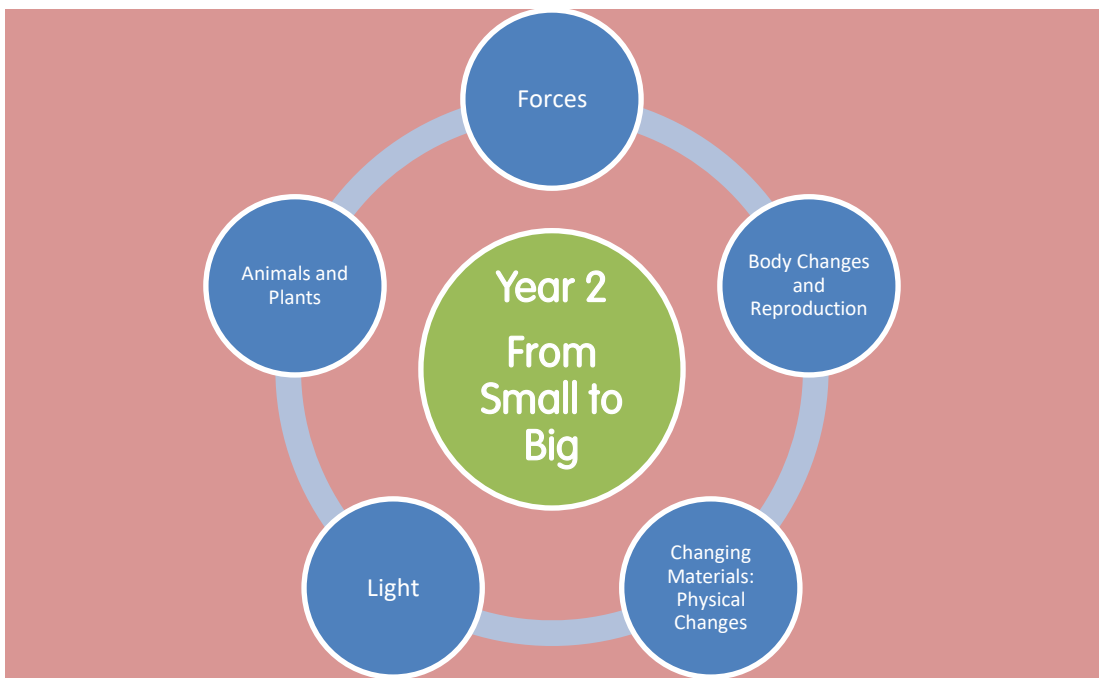 Forces
Body Changes
and
Reproduction
Changing
Materials:
Physical
Changes
Light
Animals and
Plants
Year 2
From
Small to
Big